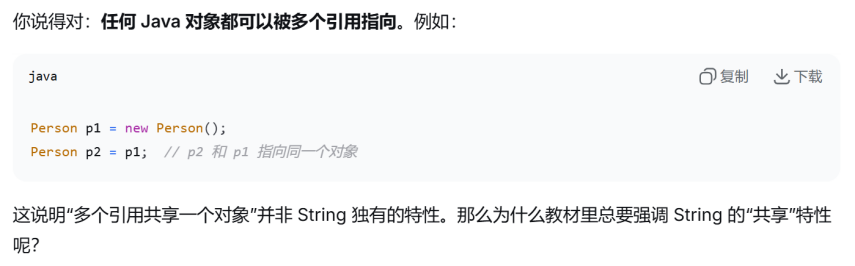 你说得对：任何 Java 对象都可以被多个引用指向。例如：
java 复制 下载
Person p1 = new Person();
Person p2 = p1;  // p2 和 p1 指向同一个对象
这说明“多个引用共享一个对象”并非 String 独有的特性。那么为什么教材里总要强调 String 的“共享”特性
呢？